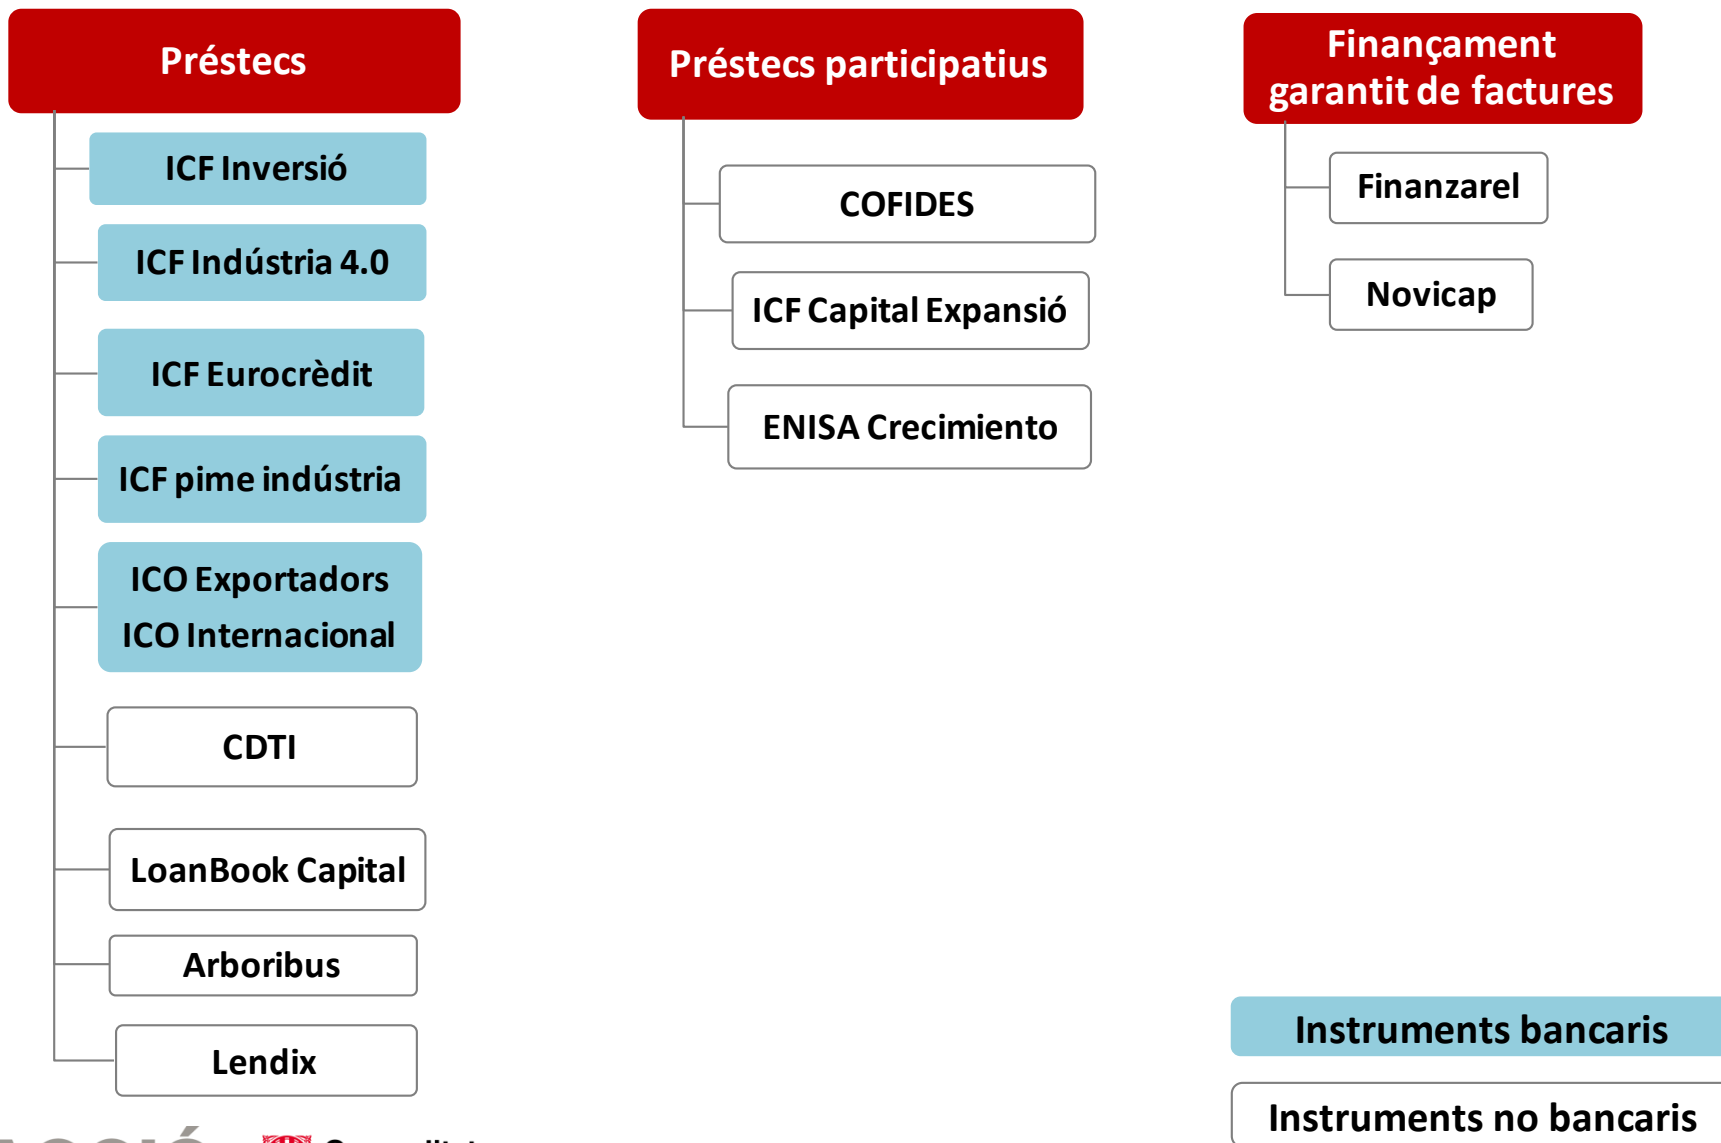 Préstecs
ICF Inversió
ICF Indústria 4.0
ICF Eurocrèdit
ICF pime indústria
ICO Exportadors
ICO Internacional
CDTI
LoanBook Capital
Arboribus
Lendix
Préstecs participatius
COFIDES
ICF Capital Expansió
ENISA Crecimiento
Finançament
garantit de factures
Finanzarel
Novicap
Instruments bancaris
Instruments no bancaris